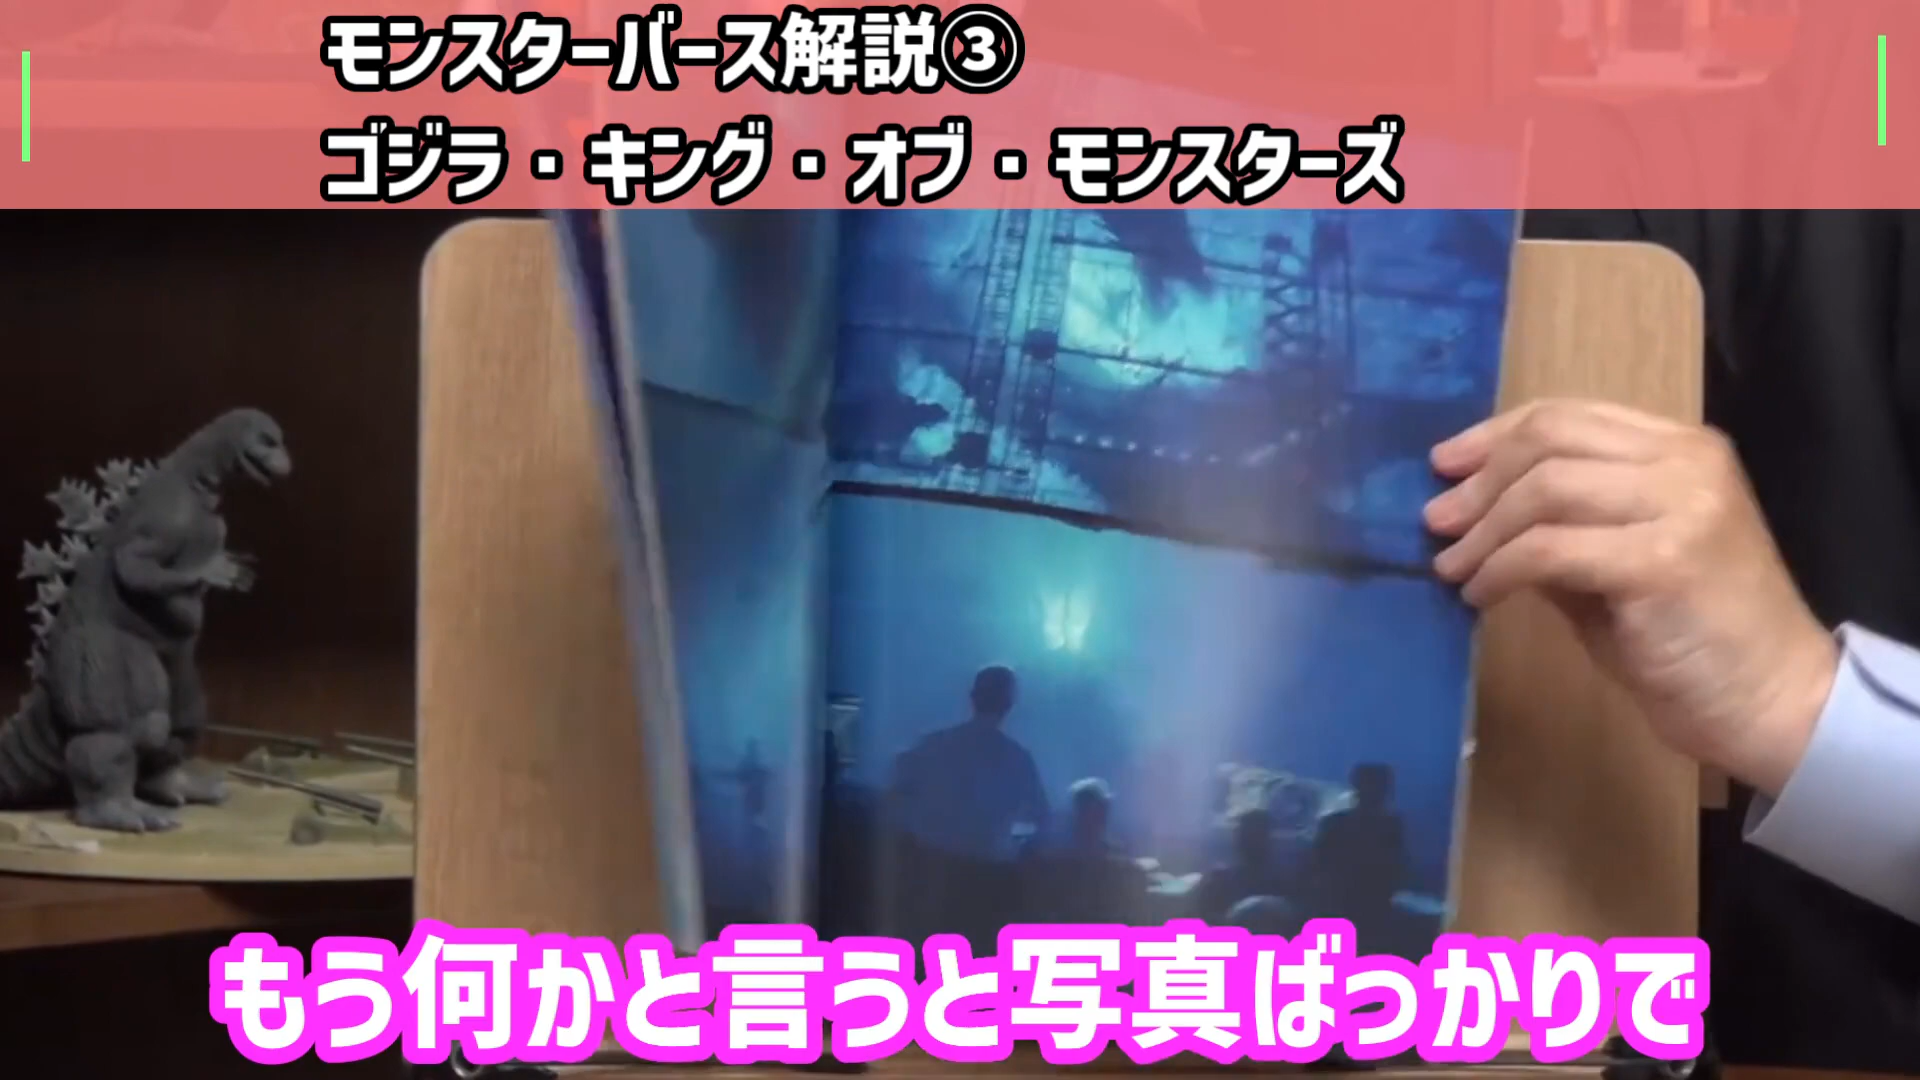 モンスターバース解説③
ゴジラ・キング・オブ・モンスターズ
もう何かと言うと写真ばっかりで